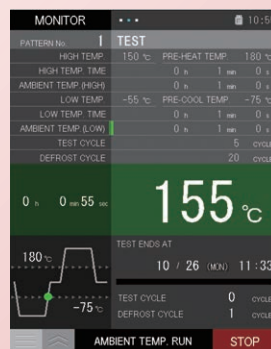 MONITOR ••• 10:5
PATTERN No. 1 TEST
HIGH TEMP. 150 ℃ PRE-HEAT TEMP. 180 ℃
HIGH TEMP. TIME 0 h 1 min 0 s
AMBIENT TEMP.(HIGH) 0 h 1 min 0 s
LOW TEMP. -55 ℃ PRE-COOL TEMP. -75 ℃
LOW TEMP. TIME 0 h 1 min 0 s
AMBIENT TEMP.(LOW) 0 h 1 min 0 s
TEST CYCLE 5 CYCLE
DEFROST CYCLE 20 CYCLE
0 h 0 min 55 sec 155 ℃
180 ℃
-75 ℃
TEST ENDS AT
10 / 26 (MON) 11:33
TEST CYCLE 0 CYCLE
DEFROST CYCLE 1 CYCLE
AMBIENT TEMP. RUN STOP